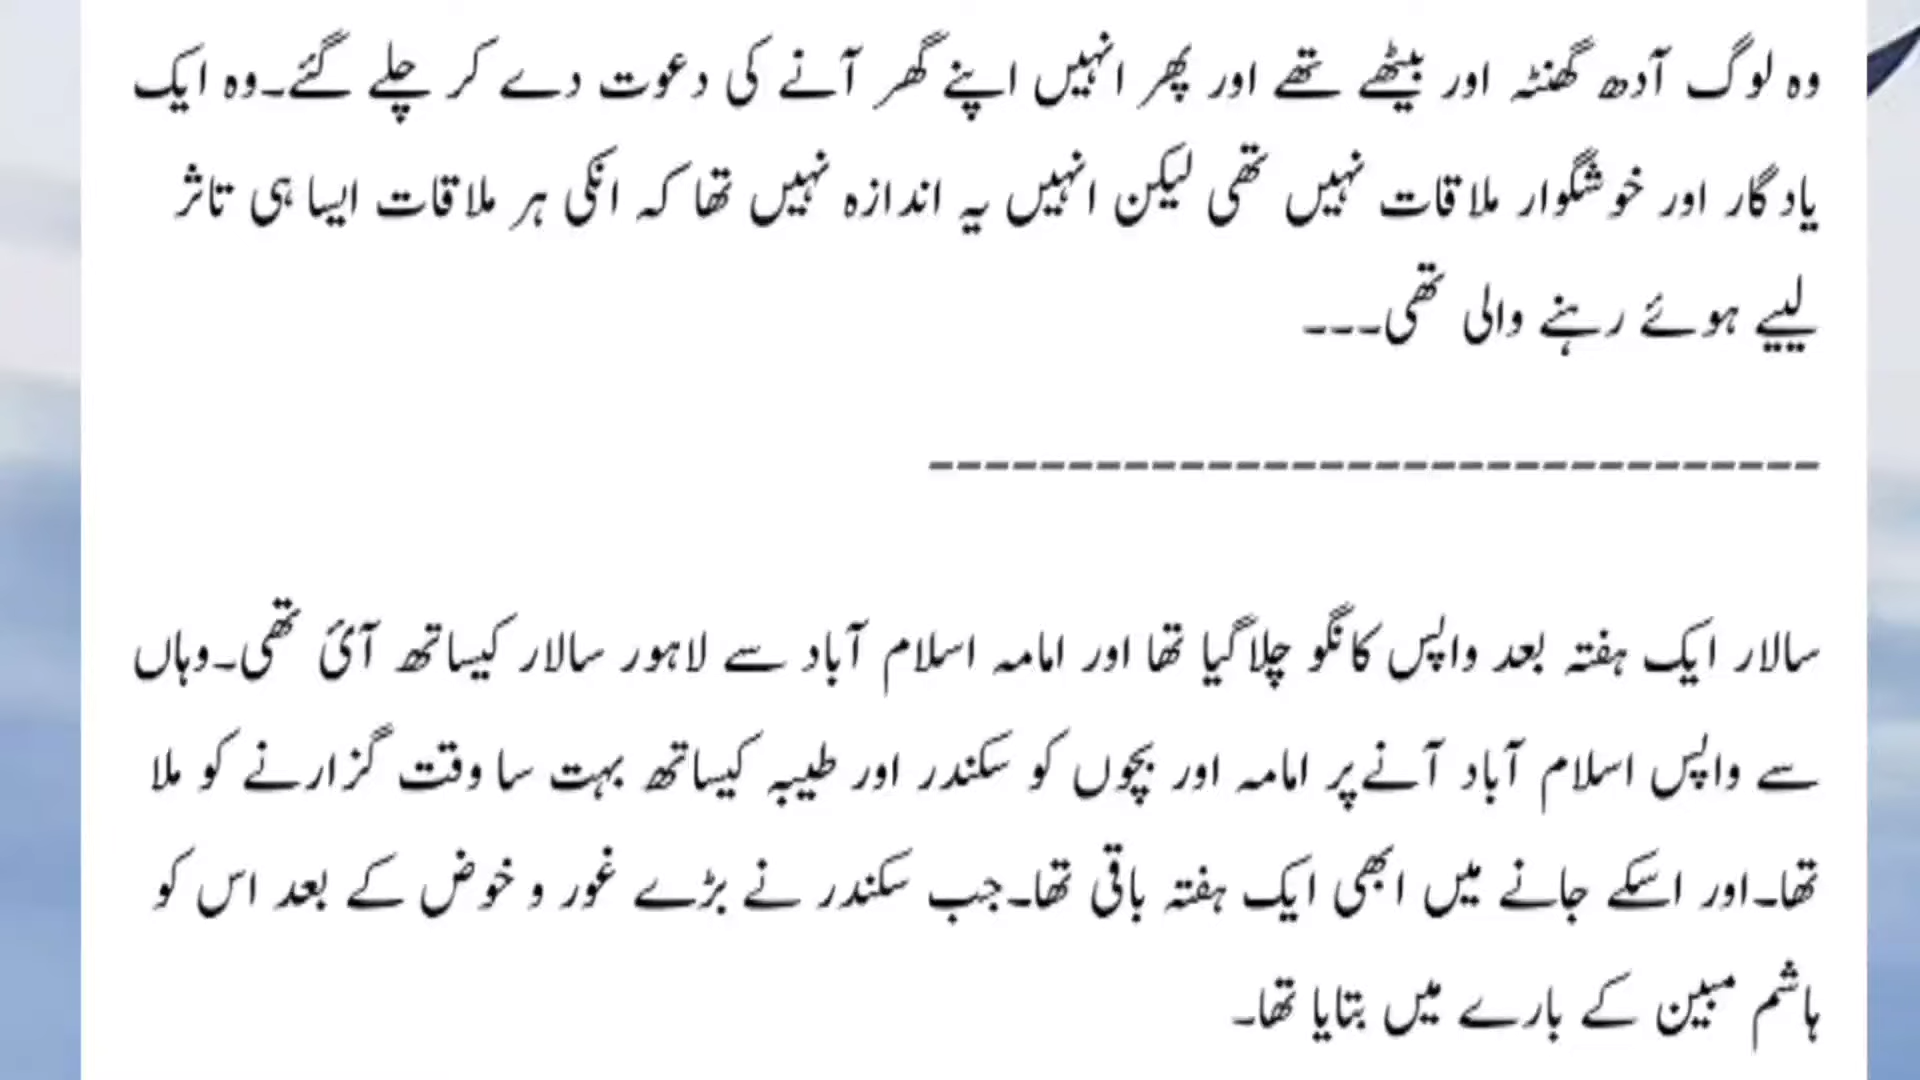 وہ لوگ آدھ گھنٹہ اور بیٹھے تھے اور پھر انہیں اپنے گھر آنے کی دعوت دے کر چلے گئے۔وہ ایک
یادگار اور خوشگوار ملاقات نہیں تھی لیکن انہیں یہ اندازہ نہیں تھا کہ انکی ہر ملاقات ایسا ہی تاثر
لیے ہوئے رہنے والی تھی۔۔۔
--------------------------------
سالار ایک ہفتہ بعد واپس کانگو چلا گیا تھا اور امامہ اسلام آباد سے لاہور سالار کیساتھ آئ تھی۔وہاں
سے واپس اسلام آباد آنے پر امامہ اور بچوں کو سکندر اور طیبہ کیساتھ بہت سا وقت گزارنے کو ملا
تھا۔اور اسکے جانے میں ابھی ایک ہفتہ باقی تھا۔جب سکندر نے بڑے غور و خوض کے بعد اس کو
ہاشم مبین کے بارے میں بتایا تھا۔